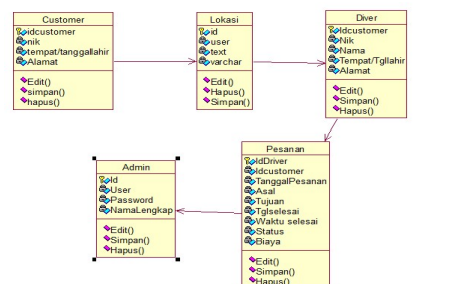 Customer
idcustomer
nik
tempat/tanggallahir
Alamat
Edit()
simpan()
hapus()
Lokasi
id
user
text
varchar
Edit()
Hapus()
Simpan()
Diver
Idcustomer
Nik
Nama
Tempat/Tgllahir
Alamat
Edit()
Simpan()
Hapus()
Admin
Id
User
Password
NamaLengkap
Edit()
Simpan()
Hapus()
Pesanan
IdDriver
Idcustomer
TanggalPesanan
Asal
Tujuan
Tglselesai
Waktu selesai
Status
Biaya
Edit()
Simpan()
Hapus()